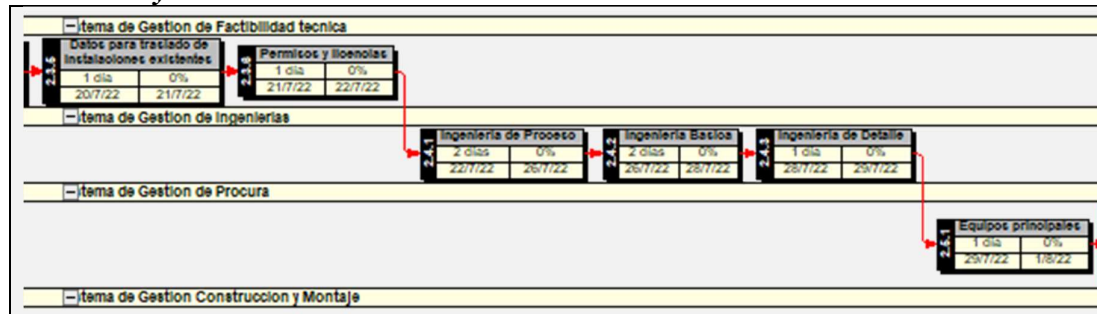 tema de Gestion de Factibilidad tecnica
2.3.5
Datos para traslado de
Instalaciones existentes
1 día 0%
20/7/22 21/7/22
2.3.6
Permisos y licencias
1 día 0%
21/7/22 22/7/22
tema de Gestion de Ingenierias
2.4.1
Ingenieria de Proceso
2 días 0%
22/7/22 26/7/22
2.4.2
Ingenieria Basica
2 días 0%
26/7/22 28/7/22
2.4.3
Ingenieria de Detalle
1 día 0%
28/7/22 29/7/22
tema de Gestion de Procura
2.5.1
Equipos principales
1 día 0%
29/7/22 1/8/22
tema de Gestion Construccion y Montaje